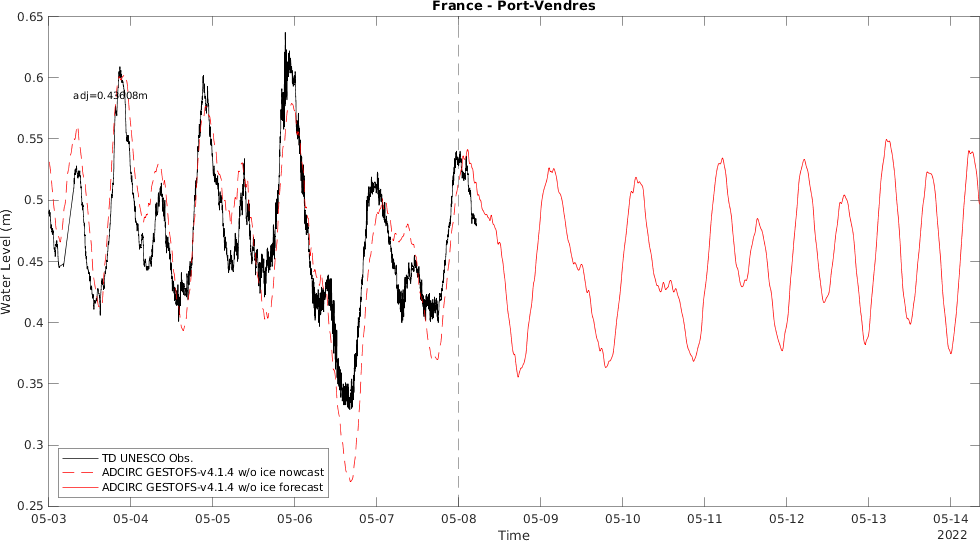 France - Port-Vendres
0.65
0.6
0.55
0.5
0.45
0.4
0.35
0.3
0.25
Water Level (m)
adj=0.43608m
TD UNESCO Obs.
ADCIRC GESTOFS-v4.1.4 w/o ice nowcast
ADCIRC GESTOFS-v4.1.4 w/o ice forecast
05-03 05-04 05-05 05-06 05-07 05-08 05-09 05-10 05-11 05-12 05-13 05-14
Time
2022